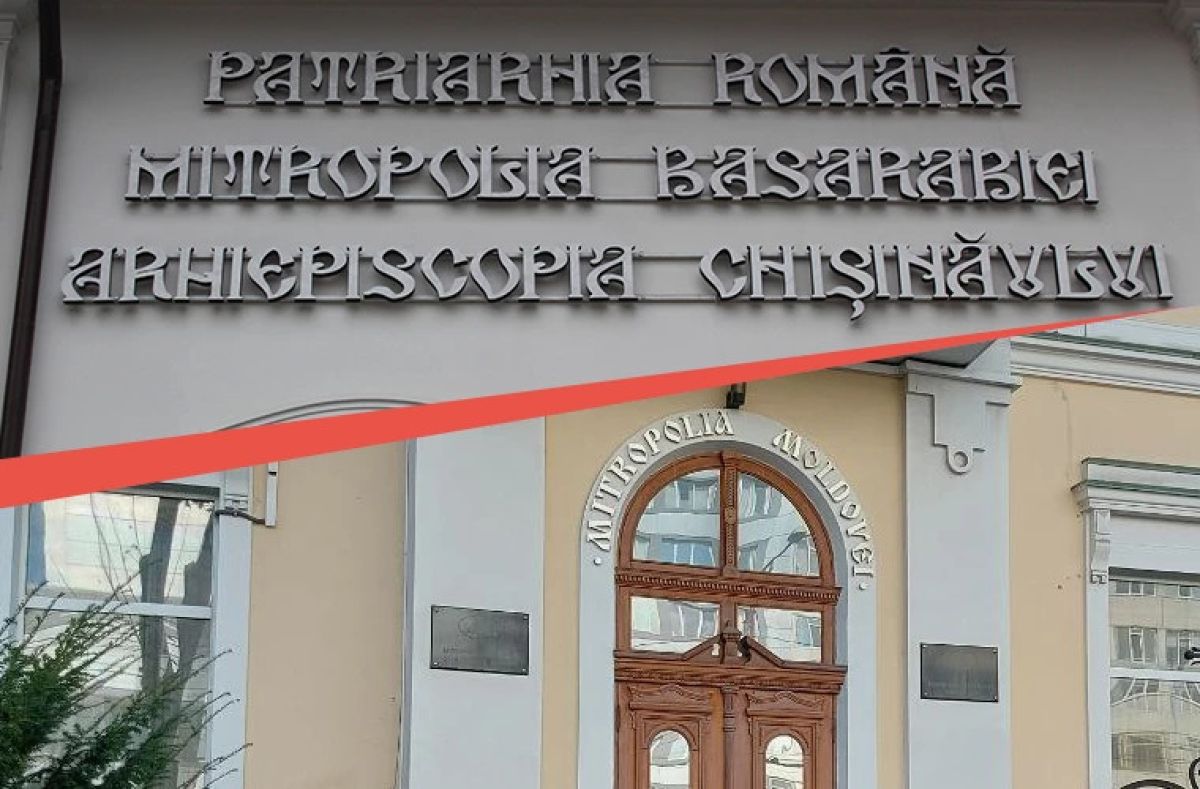 PATRIARHIA ROMÂNĂ
MITROPOLIA BASARABIEI
ARHIEPISCOPIA CHIȘINĂULUI
·MITROPOLIA MOLDOVEI·